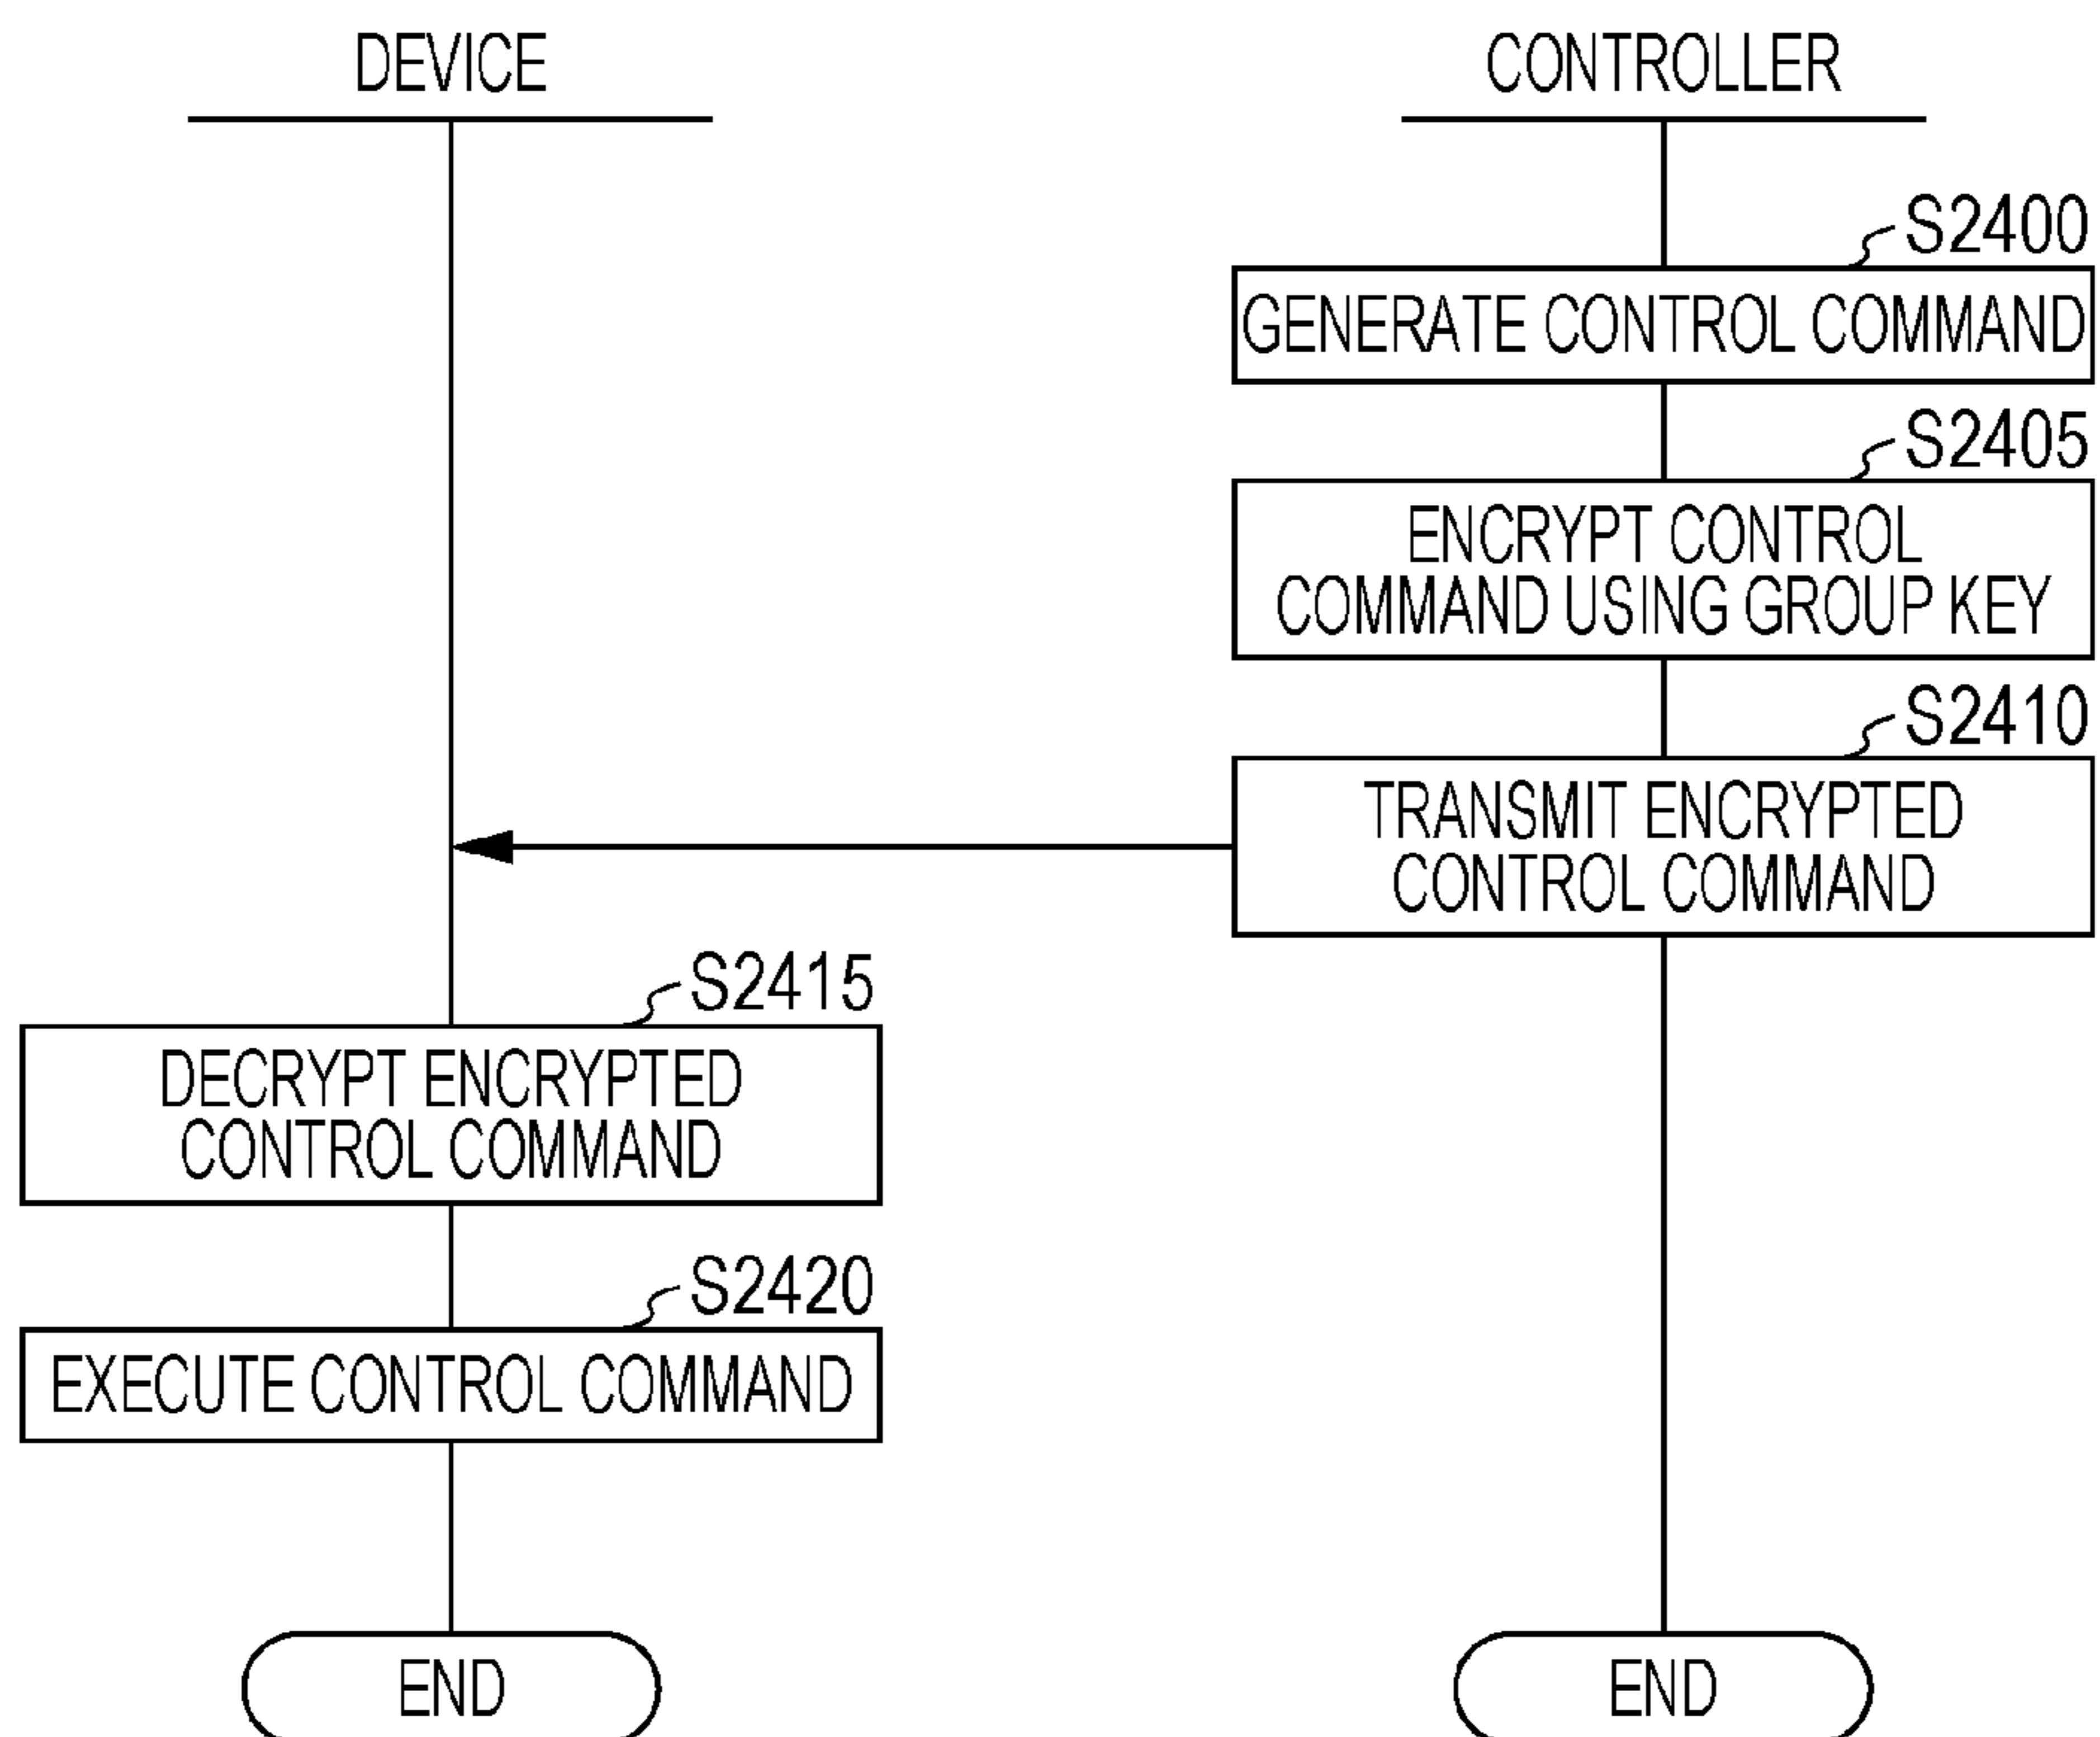 DEVICE
CONTROLLER
S2400
GENERATE CONTROL COMMAND
S2405
ENCRYPT CONTROL
COMMAND USING GROUP KEY
S2410
TRANSMIT ENCRYPTED
CONTROL COMMAND
S2415
DECRYPT ENCRYPTED
CONTROL COMMAND
S2420
EXECUTE CONTROL COMMAND
END
END